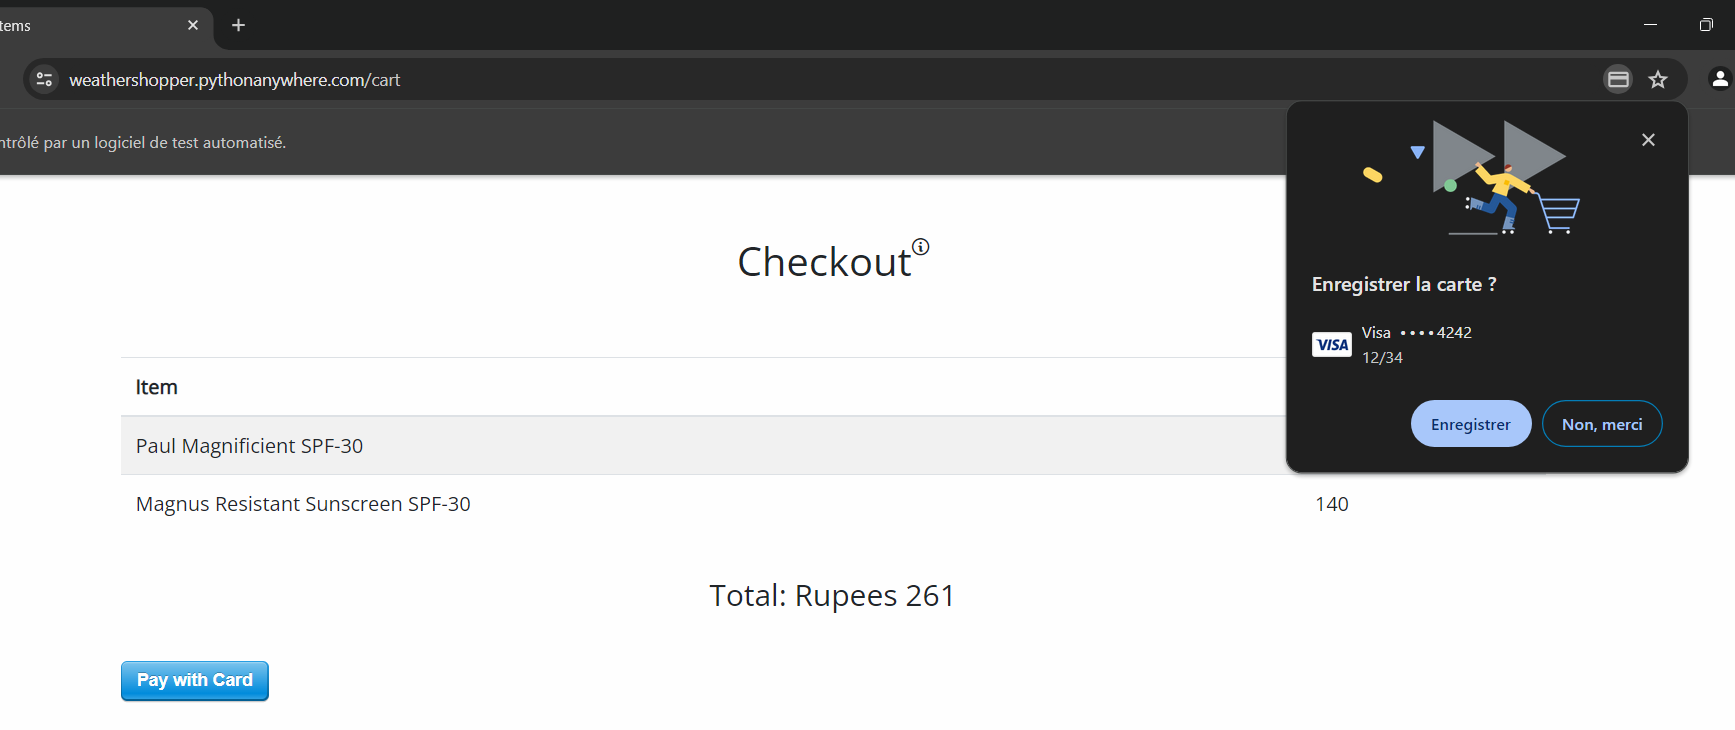 tems
weathershopper.pythonanywhere.com/cart
ntrôlé par un logiciel de test automatisé.
Checkout
Item
Paul Magnificient SPF-30
Magnus Resistant Sunscreen SPF-30
140
Total: Rupees 261
Pay with Card
Enregistrer la carte ?
VISA
Visa ••••4242
12/34
Enregistrer
Non, merci